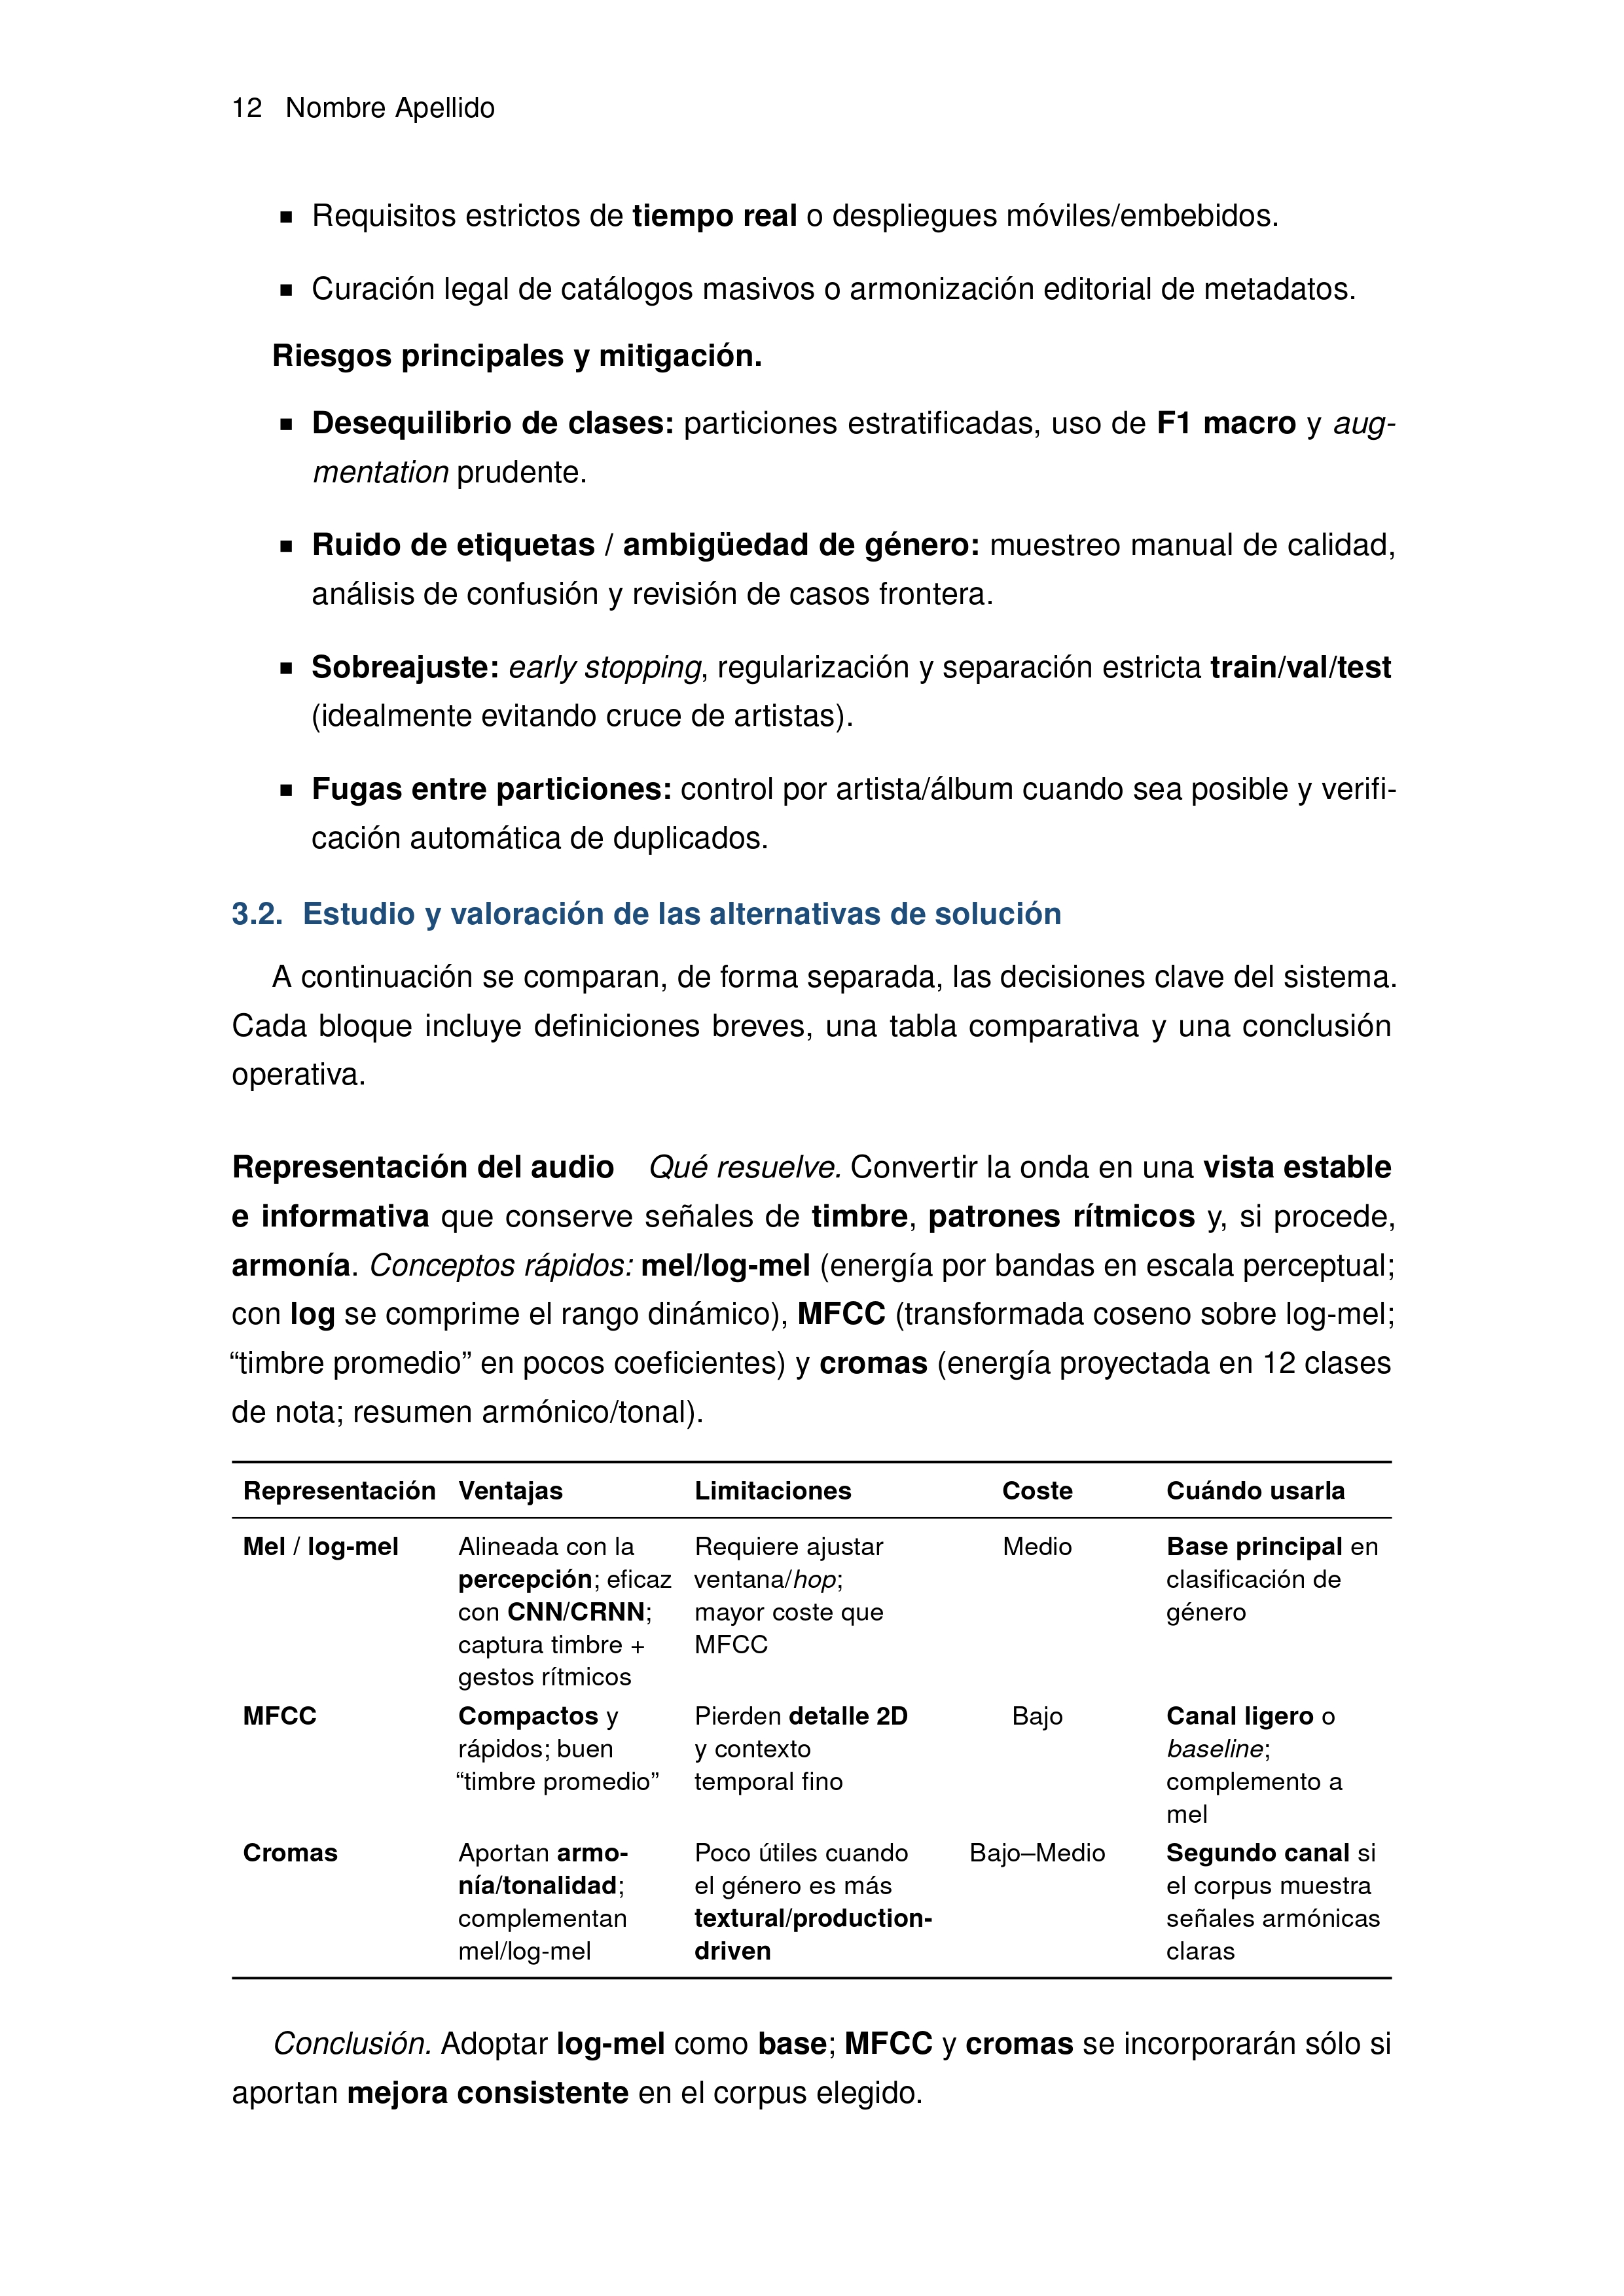 12 Nombre Apellido
▪ Requisitos estrictos de tiempo real o despliegues móviles/embebidos.
▪ Curación legal de catálogos masivos o armonización editorial de metadatos.
Riesgos principales y mitigación.
▪ Desequilibrio de clases: particiones estratificadas, uso de F1 macro y aug-
mentation prudente.
▪ Ruido de etiquetas / ambigüedad de género: muestreo manual de calidad,
análisis de confusión y revisión de casos frontera.
▪ Sobreajuste: early stopping, regularización y separación estricta train/val/test
(idealmente evitando cruce de artistas).
▪ Fugas entre particiones: control por artista/álbum cuando sea posible y verifi-
cación automática de duplicados.
3.2. Estudio y valoración de las alternativas de solución
A continuación se comparan, de forma separada, las decisiones clave del sistema.
Cada bloque incluye definiciones breves, una tabla comparativa y una conclusión
operativa.
Representación del audio Qué resuelve. Convertir la onda en una vista estable
e informativa que conserve señales de timbre, patrones rítmicos y, si procede,
armonía. Conceptos rápidos: mel/log-mel (energía por bandas en escala perceptual;
con log se comprime el rango dinámico), MFCC (transformada coseno sobre log-mel;
“timbre promedio” en pocos coeficientes) y cromas (energía proyectada en 12 clases
de nota; resumen armónico/tonal).
Representación Ventajas Limitaciones Coste Cuándo usarla
Mel / log-mel Alineada con la Requiere ajustar Medio Base principal en
percepción; eficaz ventana/hop; clasificación de
con CNN/CRNN; mayor coste que género
captura timbre + MFCC
gestos rítmicos
MFCC Compactos y Pierden detalle 2D Bajo Canal ligero o
rápidos; buen y contexto baseline;
“timbre promedio” temporal fino complemento a
mel
Cromas Aportan armo- Poco útiles cuando Bajo–Medio Segundo canal si
nía/tonalidad; el género es más el corpus muestra
complementan textural/production- señales armónicas
mel/log-mel driven claras
Conclusión. Adoptar log-mel como base; MFCC y cromas se incorporarán sólo si
aportan mejora consistente en el corpus elegido.